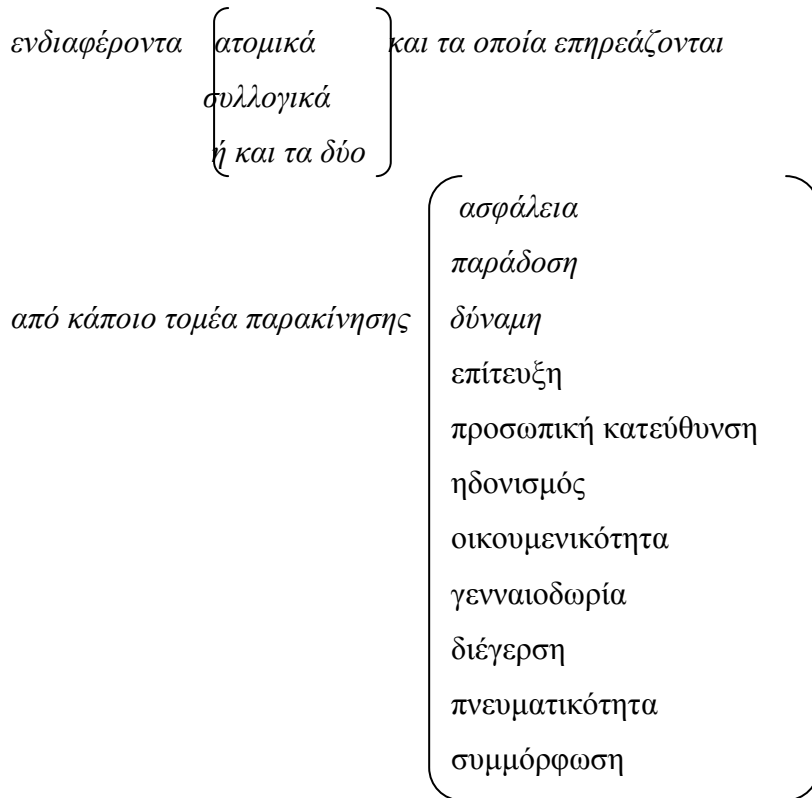 ενδιαφέροντα ατομικά και τα οποία επηρεάζονται
συλλογικά
ή και τα δύο
ασφάλεια
παράδοση
από κάποιο τομέα παρακίνησης δύναμη
επίτευξη
προσωπική κατεύθυνση
ηδονισμός
οικουμενικότητα
γενναιοδωρία
διέγερση
πνευματικότητα
συμμόρφωση